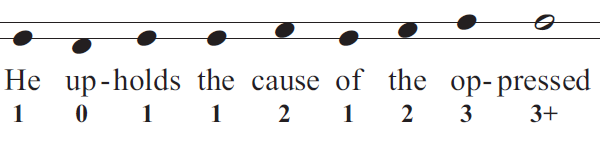 He up-holds the cause of the op-pressed
1 0 1 1 2 1 2 3 3+